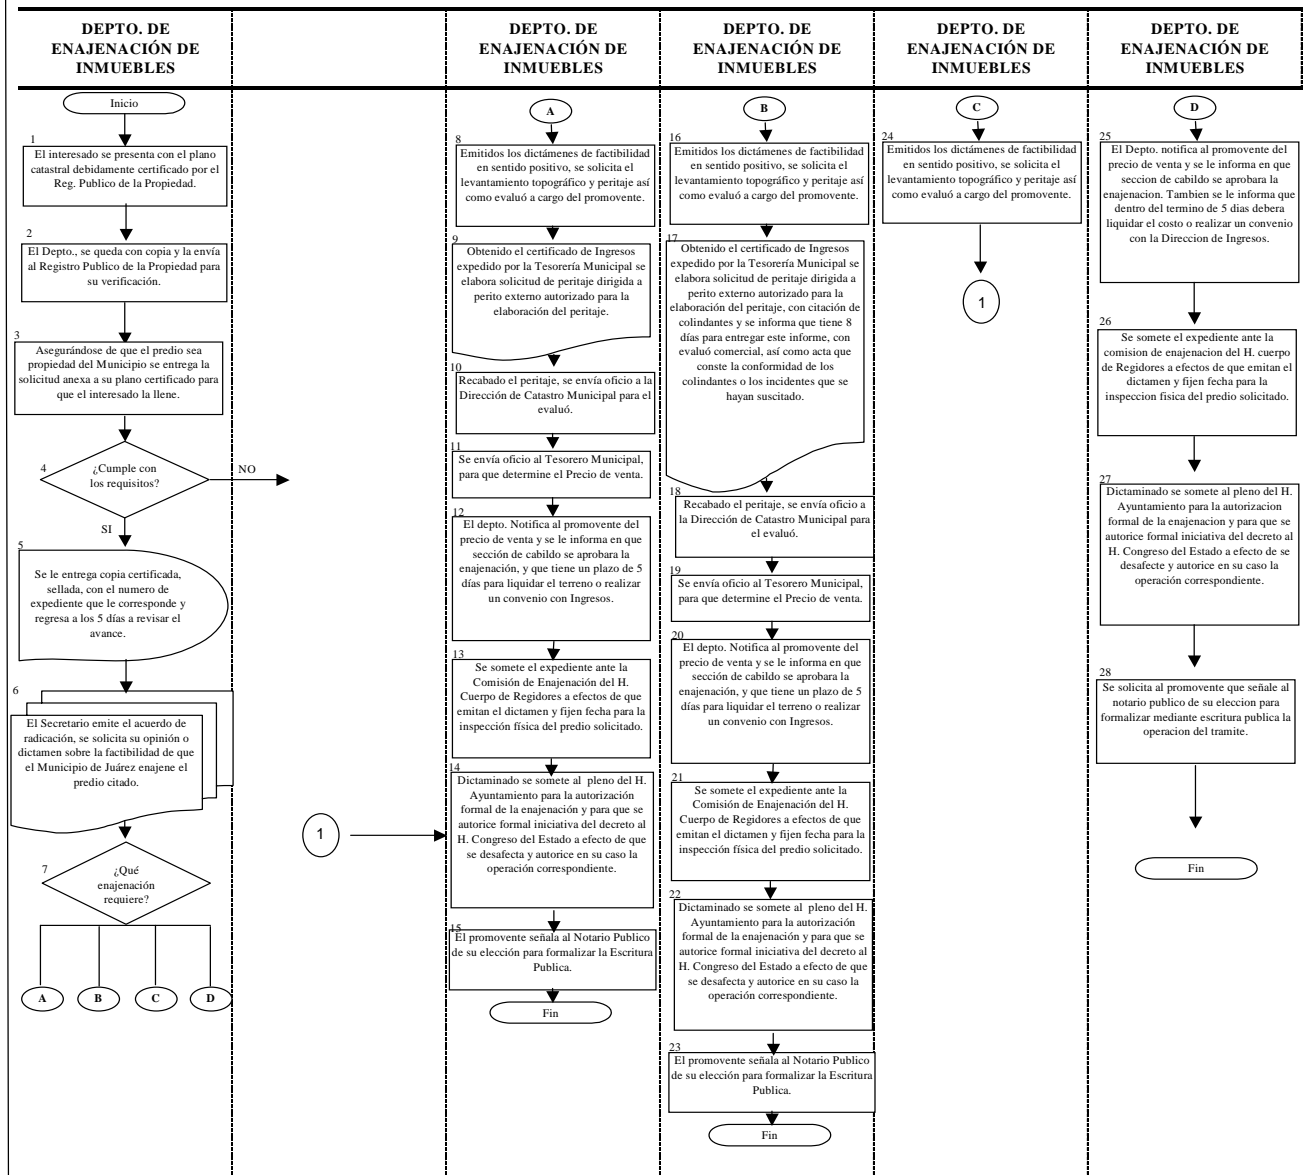 DEPTO. DE
ENAJENACIÓN DE
INMUEBLES
Inicio
1
El interesado se presenta con el plano
catastral debidamente certificado por el
Reg. Publico de la Propiedad.
2
El Depto., se queda con copia y la envía
al Registro Publico de la Propiedad para
su verificación.
3
Asegurándose de que el predio sea
propiedad del Municipio se entrega la
solicitud anexa a su plano certificado para
que el interesado la llene.
4
¿Cumple con
los requisitos?
NO
SI
5
Se le entrega copia certificada,
sellada, con el numero de
expediente que le corresponde y
regresa a los 5 días a revisar el
avance.
6
El Secretario emite el acuerdo de
radicación, se solicita su opinión o
dictamen sobre la factibilidad de que
el Municipio de Juárez enajene el
predio citado.
7
¿Qué
enajenación
requiere?
A
B
C
D
1
DEPTO. DE
ENAJENACIÓN DE
INMUEBLES
A
8
Emitidos los dictámenes de factibilidad
en sentido positivo, se solicita el
levantamiento topográfico y peritaje así
como evaluó a cargo del promovente.
9
Obtenido el certificado de Ingresos
expedido por la Tesorería Municipal se
elabora solicitud de peritaje dirigida a
perito externo autorizado para la
elaboración del peritaje.
10
Recabado el peritaje, se envía oficio a la
Dirección de Catastro Municipal para el
evaluó.
11
Se envía oficio al Tesorero Municipal,
para que determine el Precio de venta.
12
El depto. Notifica al promovente del
precio de venta y se le informa en que
sección de cabildo se aprobara la
enajenación, y que tiene un plazo de 5
días para liquidar el terreno o realizar
un convenio con Ingresos.
13
Se somete el expediente ante la
Comisión de Enajenación del H.
Cuerpo de Regidores a efectos de que
emitan el dictamen y fijen fecha para la
inspección física del predio solicitado.
14
Dictaminado se somete al pleno del H.
Ayuntamiento para la autorización
formal de la enajenación y para que se
autorice formal iniciativa del decreto al
H. Congreso del Estado a efecto de que
se desafecta y autorice en su caso la
operación correspondiente.
15
El promovente señala al Notario Publico
de su elección para formalizar la Escritura
Publica.
Fin
DEPTO. DE
ENAJENACIÓN DE
INMUEBLES
B
16
Emitidos los dictámenes de factibilidad
en sentido positivo, se solicita el
levantamiento topográfico y peritaje así
como evaluó a cargo del promovente.
17
Obtenido el certificado de Ingresos
expedido por la Tesorería Municipal se
elabora solicitud de peritaje dirigida a
perito externo autorizado para la
elaboración del peritaje, con citación de
colindantes y se informa que tiene 8
días para entregar este informe, con
evaluó comercial, así como acta que
conste la conformidad de los
colindantes o los incidentes que se
hayan suscitado.
18
Recabado el peritaje, se envía oficio a
la Dirección de Catastro Municipal para
el evaluó.
19
Se envía oficio al Tesorero Municipal,
para que determine el Precio de venta.
20
El depto. Notifica al promovente del
precio de venta y se le informa en que
sección de cabildo se aprobara la
enajenación, y que tiene un plazo de 5
días para liquidar el terreno o realizar
un convenio con Ingresos.
21
Se somete el expediente ante la
Comisión de Enajenación del H.
Cuerpo de Regidores a efectos de que
emitan el dictamen y fijen fecha para la
inspección física del predio solicitado.
22
Dictaminado se somete al pleno del H.
Ayuntamiento para la autorización
formal de la enajenación y para que se
autorice formal iniciativa del decreto al
H. Congreso del Estado a efecto de que
se desafecta y autorice en su caso la
operación correspondiente.
23
El promovente señala al Notario Publico
de su elección para formalizar la Escritura
Publica.
Fin
DEPTO. DE
ENAJENACIÓN DE
INMUEBLES
C
24
Emitidos los dictámenes de factibilidad
en sentido positivo, se solicita el
levantamiento topográfico y peritaje así
como evaluó a cargo del promovente.
1
DEPTO. DE
ENAJENACIÓN DE
INMUEBLES
D
25
El Depto. notifica al promovente del
precio de venta y se le informa en que
seccion de cabildo se aprobara la
enajenacion. Tambien se le informa que
dentro del termino de 5 dias debera
liquidar el costo o realizar un convenio
con la Direccion de Ingresos.
26
Se somete el expediente ante la
comision de enajenacion del H. cuerpo
de Regidores a efectos de que emitan el
dictamen y fijen fecha para la
inspeccion fisica del predio solicitado.
27
Dictaminado se somete al pleno del H.
Ayuntamiento para la autorizacion
formal de la enajenacion y para que se
autorice formal iniciativa del decreto al
H. Congreso del Estado a efecto de se
desafecte y autorice en su caso la
operación correspondiente.
28
Se solicita al promovente que señale al
notario publico de su eleccion para
formalizar mediante escritura publica la
operacion del tramite.
Fin